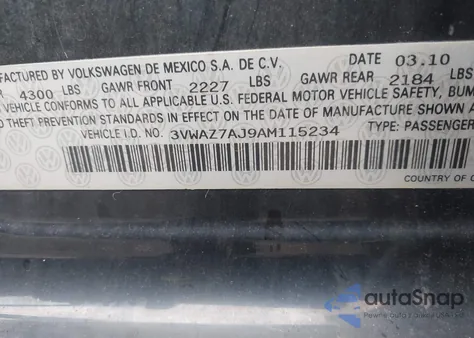 FACTURED BY VOLKSWAGEN DE MEXICO S.A. DE C.V. DATE 03.10
4300 LBS GAWR FRONT 2227 LBS GAWR REAR 2184 LBS
VEHICLE CONFORMS TO ALL APPLICABLE U.S. FEDERAL MOTOR VEHICLE SAFETY, BUM
EFT PREVENTION STANDARDS IN EFFECT ON THE DATE OF MANUFACTURE SHOWN
VEHICLE I.D. NO. 3VWAZ7AJ9AM115234 TYPE: PASSENGER
COUNTRY OF O
autoSnap